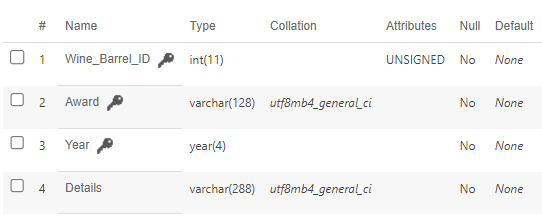 # Name Type Collation Attributes Null Default
1 Wine_Barrel_ID int(11) UNSIGNED No None
2 Award varchar(128) utf8mb4_general_ci No None
3 Year year(4) No None
4 Details varchar(288) utf8mb4_general_ci No None